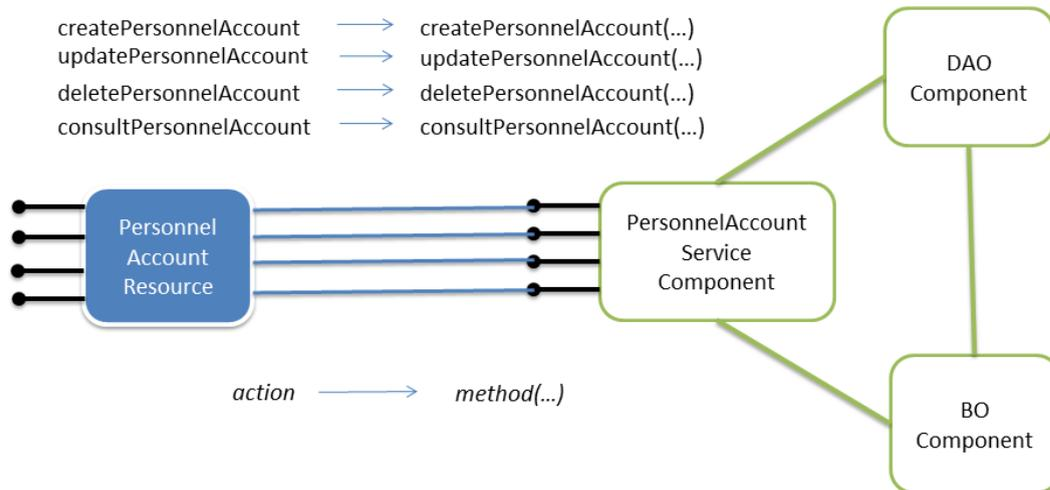 createPersonnelAccount createPersonnelAccount(...)
updatePersonnelAccount updatePersonnelAccount(...)
deletePersonnelAccount deletePersonnelAccount(...)
consultPersonnelAccount consultPersonnelAccount(...)
DAO
Component
Personnel
Account
Resource
PersonnelAccount
Service
Component
action method(...)
BO
Component